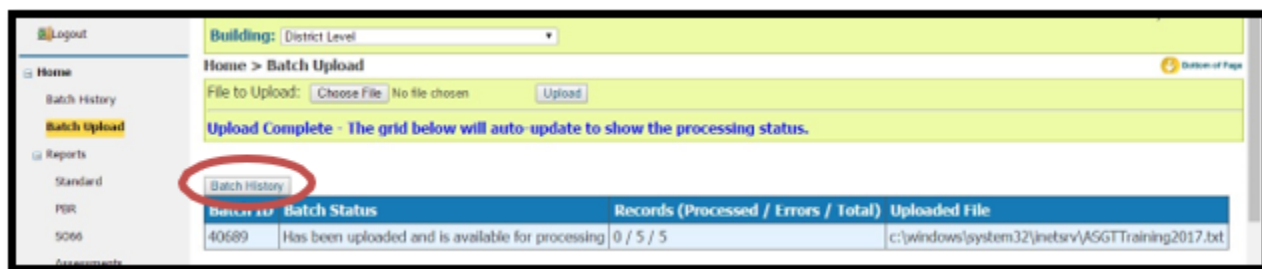 Logout
Building: District Level
Home
Home > Batch Upload
Bottom of Page
Batch History
File to Upload: Choose File No file chosen Upload
Batch Upload
Upload Complete - The grid below will auto-update to show the processing status.
Reports
Standard
Batch History
PBR
Batch ID Batch Status Records (Processed / Errors / Total) Uploaded File
SO66
40689 Has been uploaded and is available for processing 0 / 5 / 5 c:\windows\system32\inetsrv\ASGTTraining2017.txt
Assessments